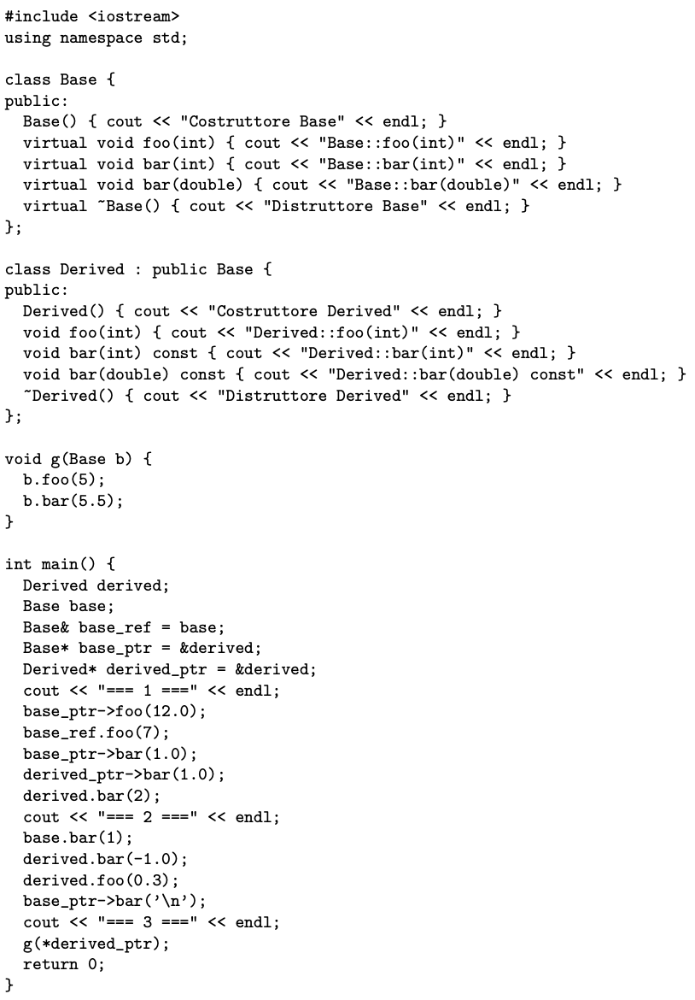 #include <iostream>
using namespace std;

class Base {
public:
  Base() { cout << "Costruttore Base" << endl; }
  virtual void foo(int) { cout << "Base::foo(int)" << endl; }
  virtual void bar(int) { cout << "Base::bar(int)" << endl; }
  virtual void bar(double) { cout << "Base::bar(double)" << endl; }
  virtual ~Base() { cout << "Distruttore Base" << endl; }
};

class Derived : public Base {
public:
  Derived() { cout << "Costruttore Derived" << endl; }
  void foo(int) { cout << "Derived::foo(int)" << endl; }
  void bar(int) const { cout << "Derived::bar(int)" << endl; }
  void bar(double) const { cout << "Derived::bar(double) const" << endl; }
  ~Derived() { cout << "Distruttore Derived" << endl; }
};

void g(Base b) {
  b.foo(5);
  b.bar(5.5);
}

int main() {
  Derived derived;
  Base base;
  Base& base_ref = base;
  Base* base_ptr = &derived;
  Derived* derived_ptr = &derived;
  cout << "=== 1 ===" << endl;
  base_ptr->foo(12.0);
  base_ref.foo(7);
  base_ptr->bar(1.0);
  derived_ptr->bar(1.0);
  derived.bar(2);
  cout << "=== 2 ===" << endl;
  base.bar(1);
  derived.bar(-1.0);
  derived.foo(0.3);
  base_ptr->bar(’\n’);
  cout << "=== 3 ===" << endl;
  g(*derived_ptr);
  return 0;
}